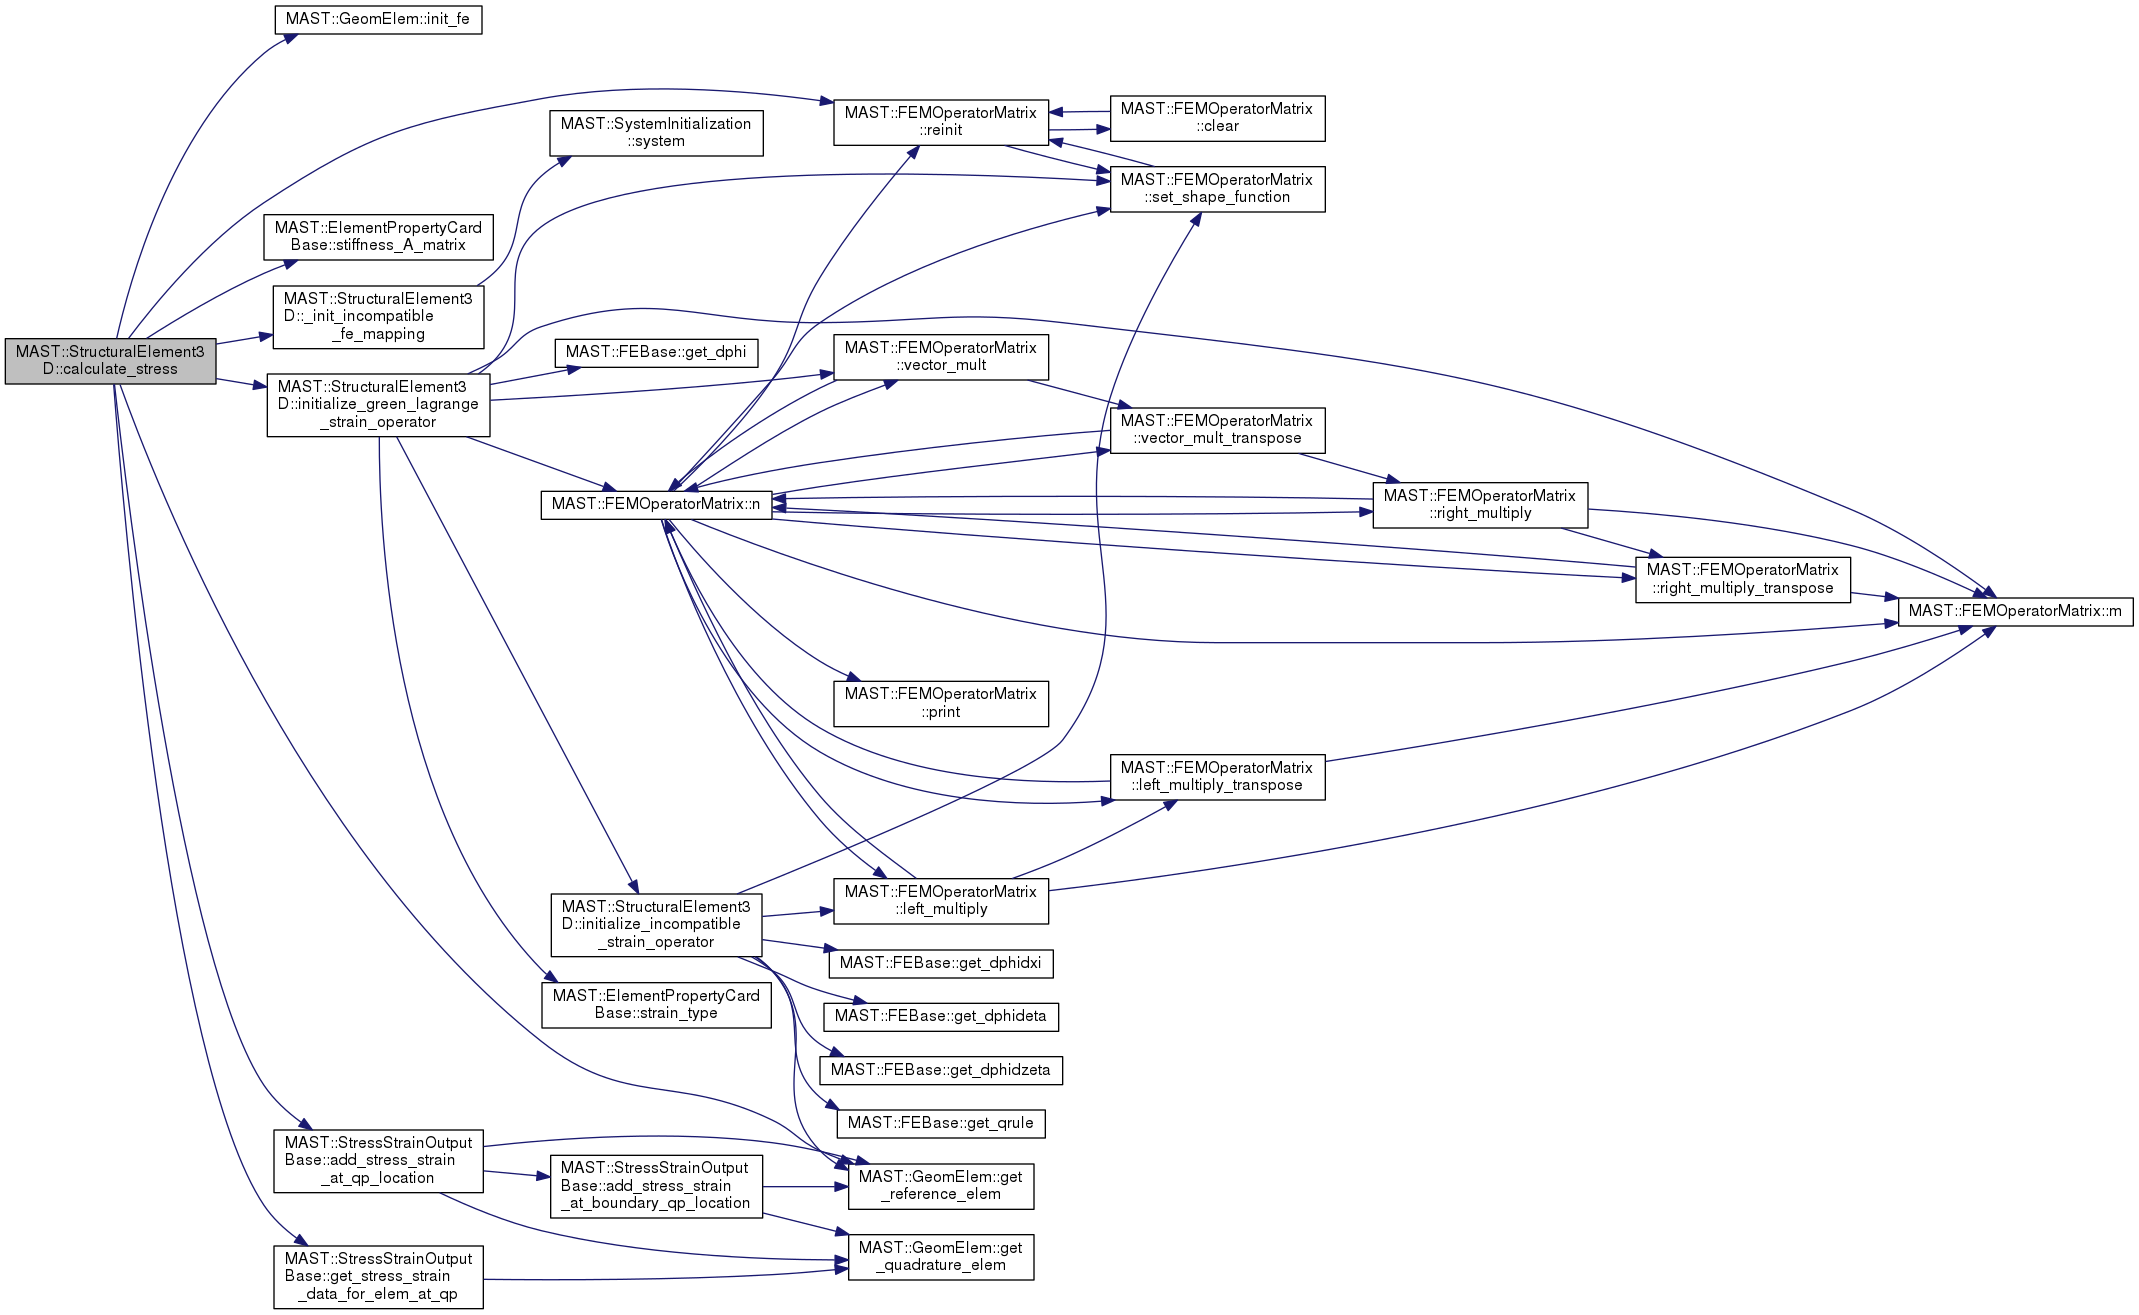 MAST::StructuralElement3
D::calculate_stress
MAST::GeomElem::init_fe
MAST::ElementPropertyCard
Base::stiffness_A_matrix
MAST::StructuralElement3
D::_init_incompatible
_fe_mapping
MAST::StructuralElement3
D::initialize_green_lagrange
_strain_operator
MAST::StressStrainOutput
Base::add_stress_strain
_at_qp_location
MAST::StressStrainOutput
Base::get_stress_strain
_data_for_elem_at_qp
MAST::SystemInitialization
::system
MAST::FEBase::get_dphi
MAST::FEMOperatorMatrix::n
MAST::StructuralElement3
D::initialize_incompatible
_strain_operator
MAST::ElementPropertyCard
Base::strain_type
MAST::StressStrainOutput
Base::add_stress_strain
_at_boundary_qp_location
MAST::FEMOperatorMatrix
::reinit
MAST::FEMOperatorMatrix
::vector_mult
MAST::FEMOperatorMatrix
::print
MAST::FEMOperatorMatrix
::left_multiply
MAST::FEBase::get_dphidxi
MAST::FEBase::get_dphideta
MAST::FEBase::get_dphidzeta
MAST::FEBase::get_qrule
MAST::GeomElem::get
_reference_elem
MAST::GeomElem::get
_quadrature_elem
MAST::FEMOperatorMatrix
::clear
MAST::FEMOperatorMatrix
::set_shape_function
MAST::FEMOperatorMatrix
::vector_mult_transpose
MAST::FEMOperatorMatrix
::left_multiply_transpose
MAST::FEMOperatorMatrix
::right_multiply
MAST::FEMOperatorMatrix
::right_multiply_transpose
MAST::FEMOperatorMatrix::m